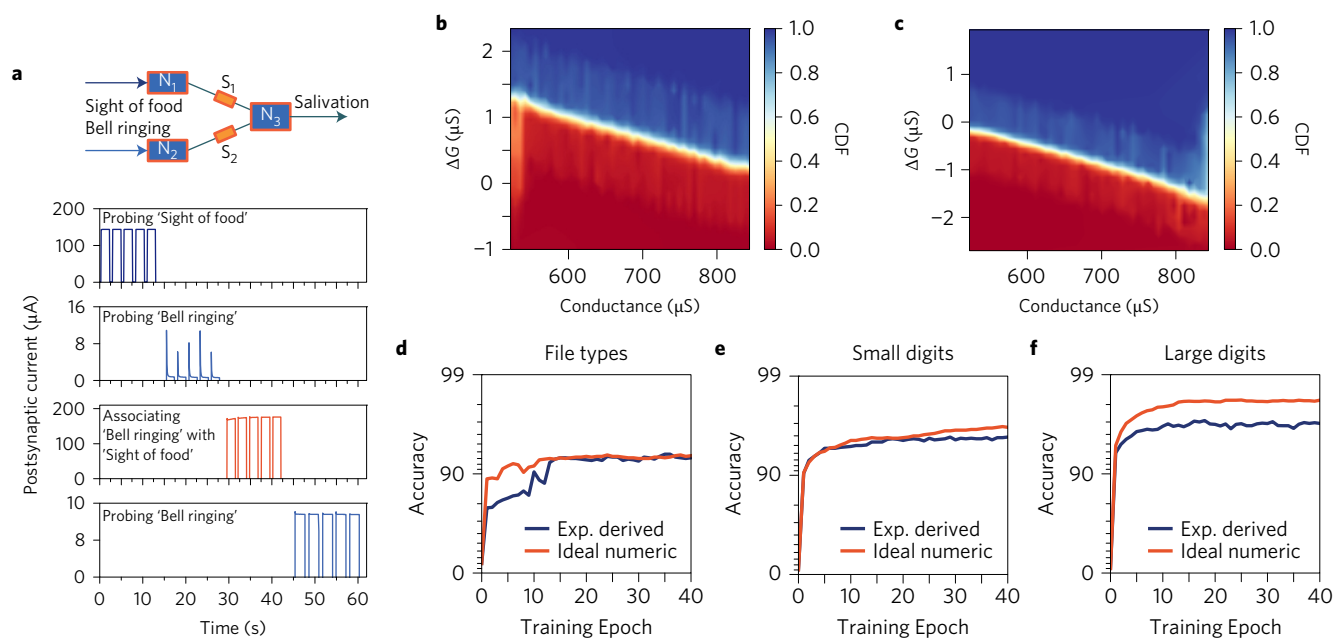 a
N1
S1
Sight of food
Bell ringing
N3
Salivation
N2
S2
Postsynaptic current (μA)
200
100
0
Probing ‘Sight of food’
16
8
0
Probing ‘Bell ringing’
200
100
0
Associating
‘Bell ringing’ with
’Sight of food’
10
8
0
Probing ‘Bell ringing’
0 10 20 30 40 50 60
Time (s)
b
ΔG (μS)
2
1
0
−1
600 700 800
Conductance (μS)
1.0
0.8
0.6
0.4
0.2
0.0
CDF
c
ΔG (μS)
1
0
−1
−2
600 700 800
Conductance (μS)
1.0
0.8
0.6
0.4
0.2
0.0
CDF
d
File types
Accuracy
99
90
0
Exp. derived
Ideal numeric
0 10 20 30 40
Training Epoch
e
Small digits
Accuracy
99
90
0
Exp. derived
Ideal numeric
0 10 20 30 40
Training Epoch
f
Large digits
Accuracy
99
90
0
Exp. derived
Ideal numeric
0 10 20 30 40
Training Epoch